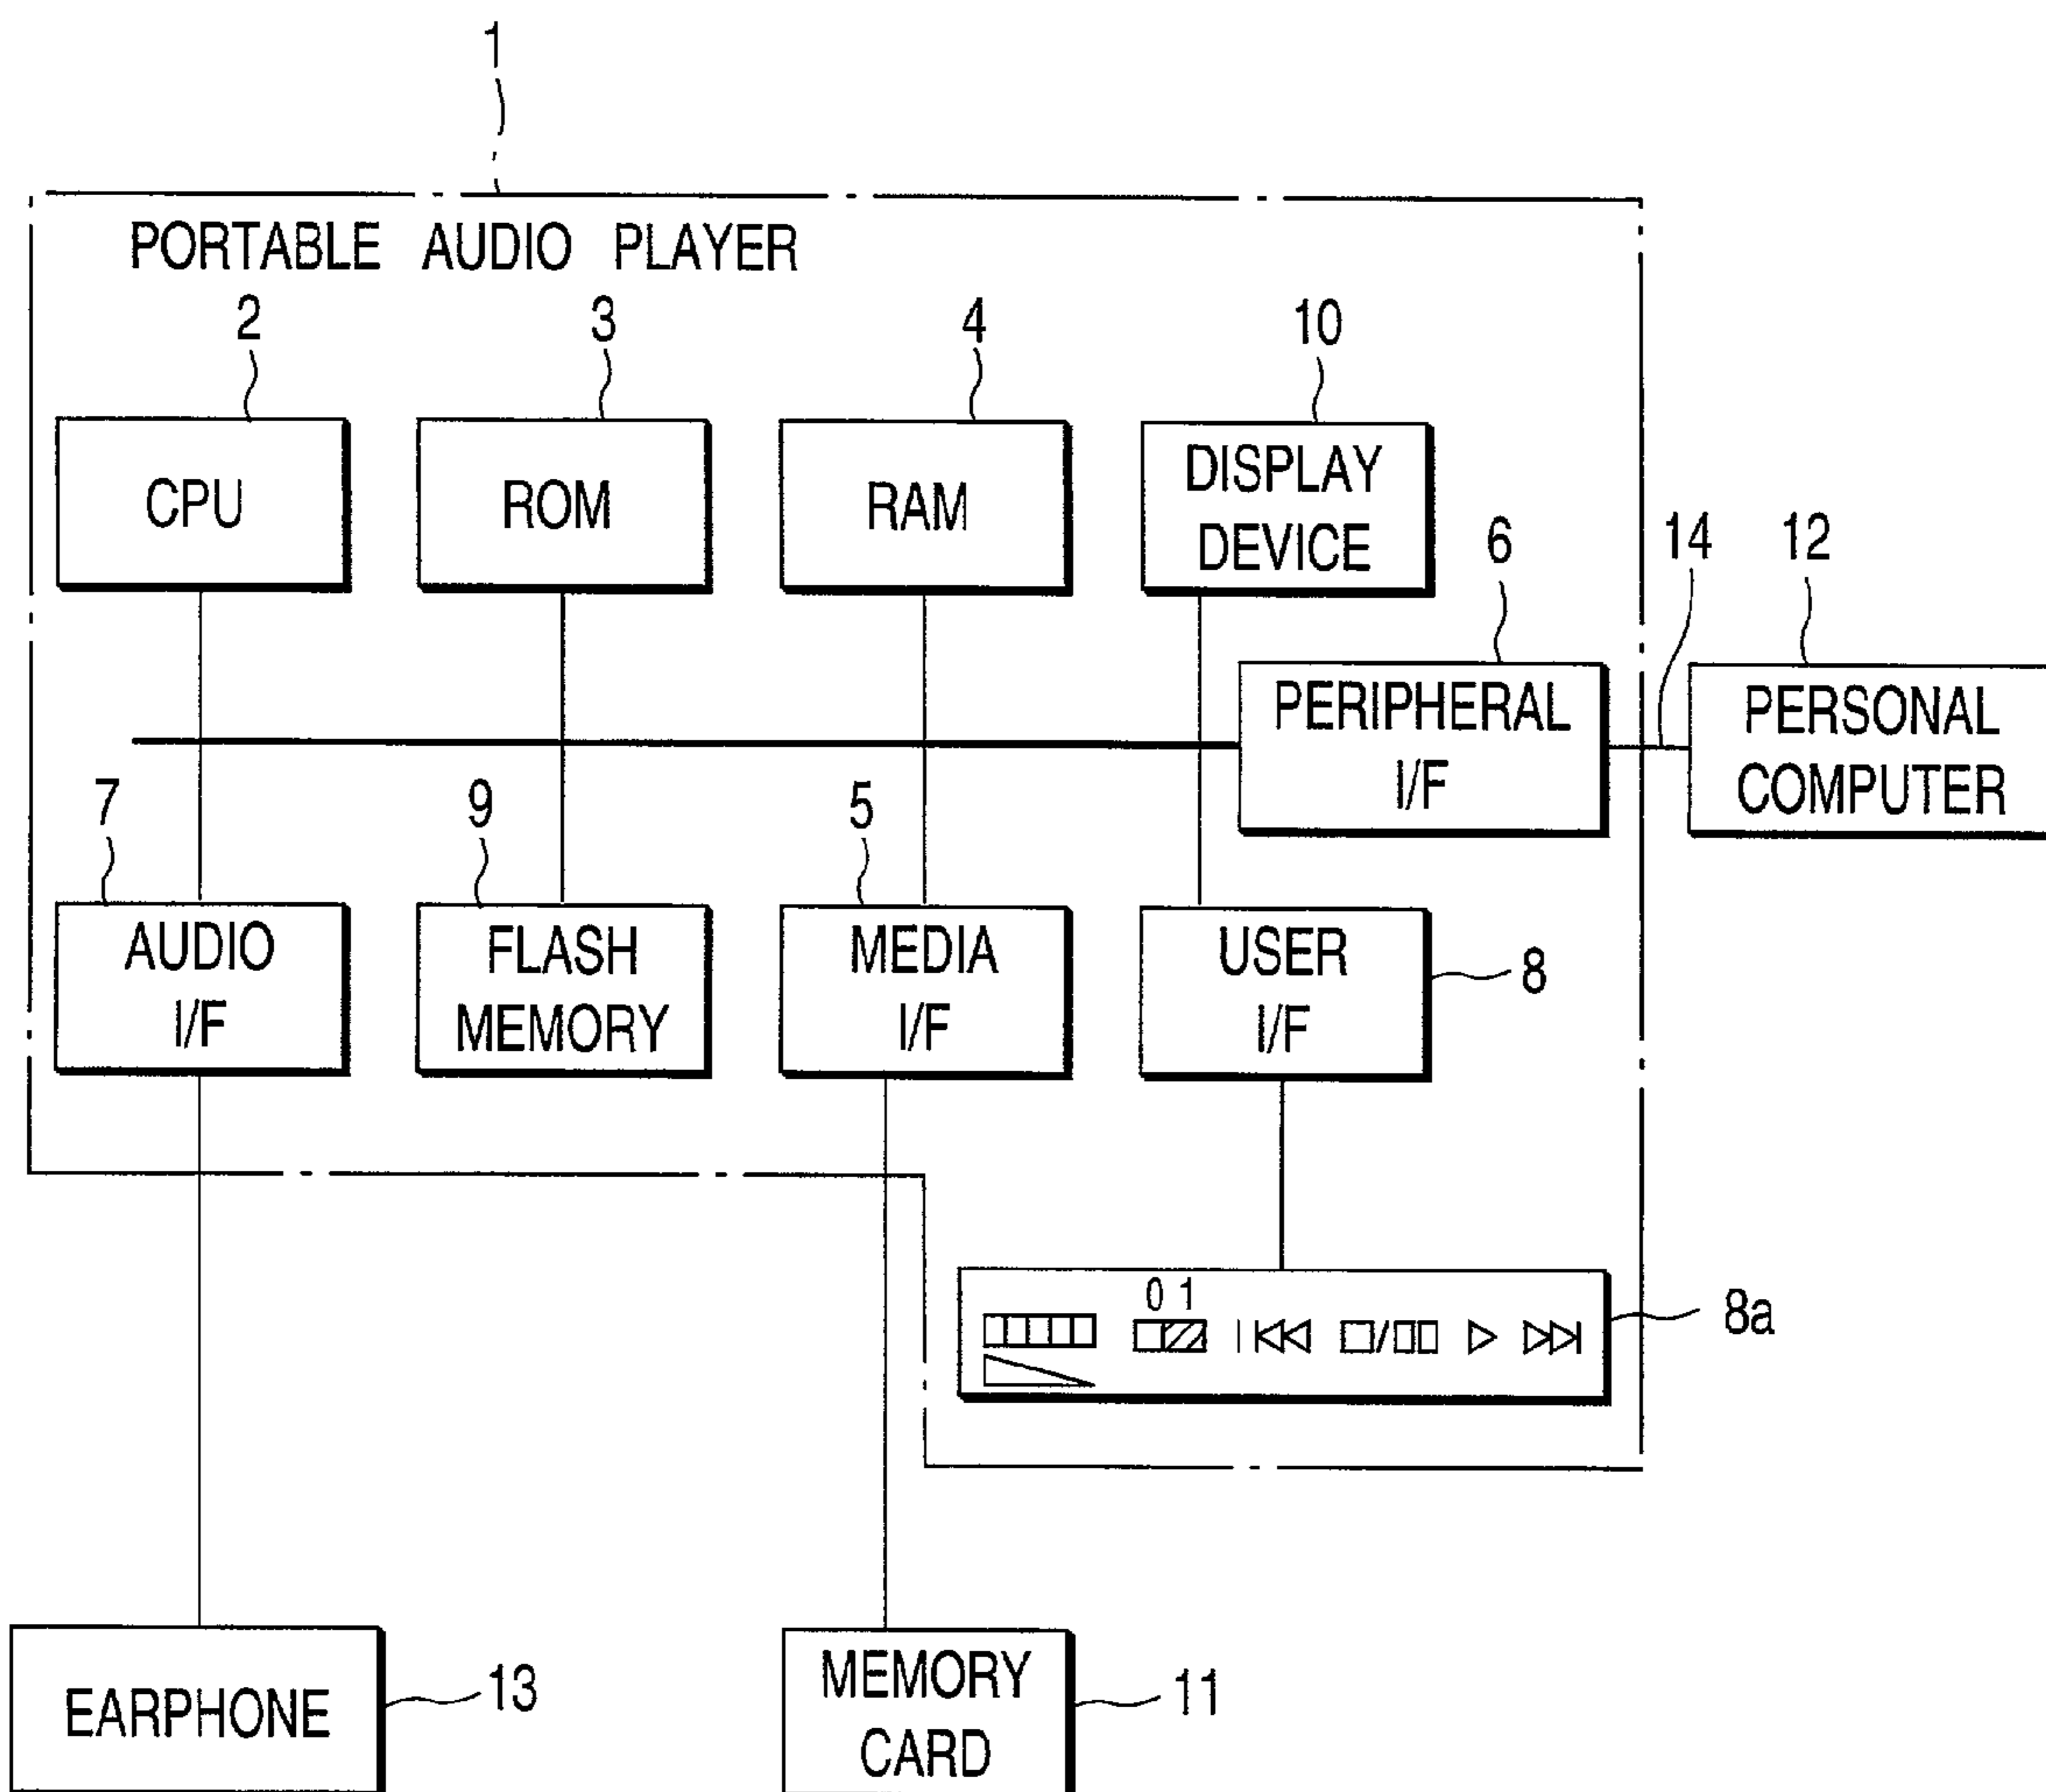 1
PORTABLE AUDIO PLAYER
2
3
4
10
CPU
ROM
RAM
DISPLAY
DEVICE
6
14
12
PERIPHERAL
I/F
PERSONAL
COMPUTER
7
9
5
AUDIO
I/F
FLASH
MEMORY
MEDIA
I/F
USER
I/F
8
0 1
8a
EARPHONE
13
MEMORY
CARD
11